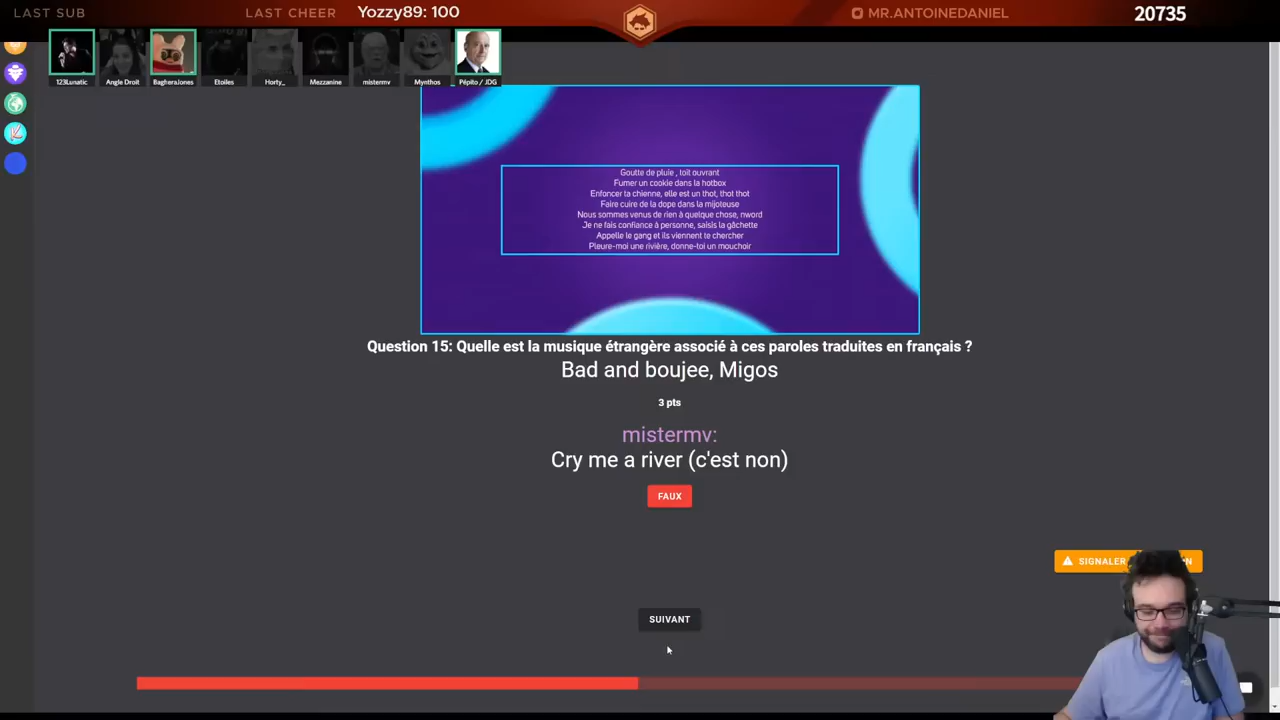 LAST SUB
LAST CHEER
Yozzy89: 100
MR.ANTOINEDANIEL
20735
123Lunatic
Angle Droit
BagheraJones
Etoiles
Horty_
Mezzanine
mistermv
Mynthos
Pépito / JDG
Goutte de pluie , toit ouvrant
Fumer un cookie dans la hotbox
Enfoncer ta chienne, elle est un thot, thot thot
Faire cuire de la dope dans la mijoteuse
Nous sommes venus de rien à quelque chose, nword
Je ne fais confiance à personne, saisis la gâchette
Appelle le gang et ils viennent te chercher
Pleure-moi une rivière, donne-toi un mouchoir
Question 15: Quelle est la musique étrangère associé à ces paroles traduites en français ?
Bad and boujee, Migos
3 pts
mistermv:
Cry me a river (c'est non)
FAUX
SIGNALER
SUIVANT